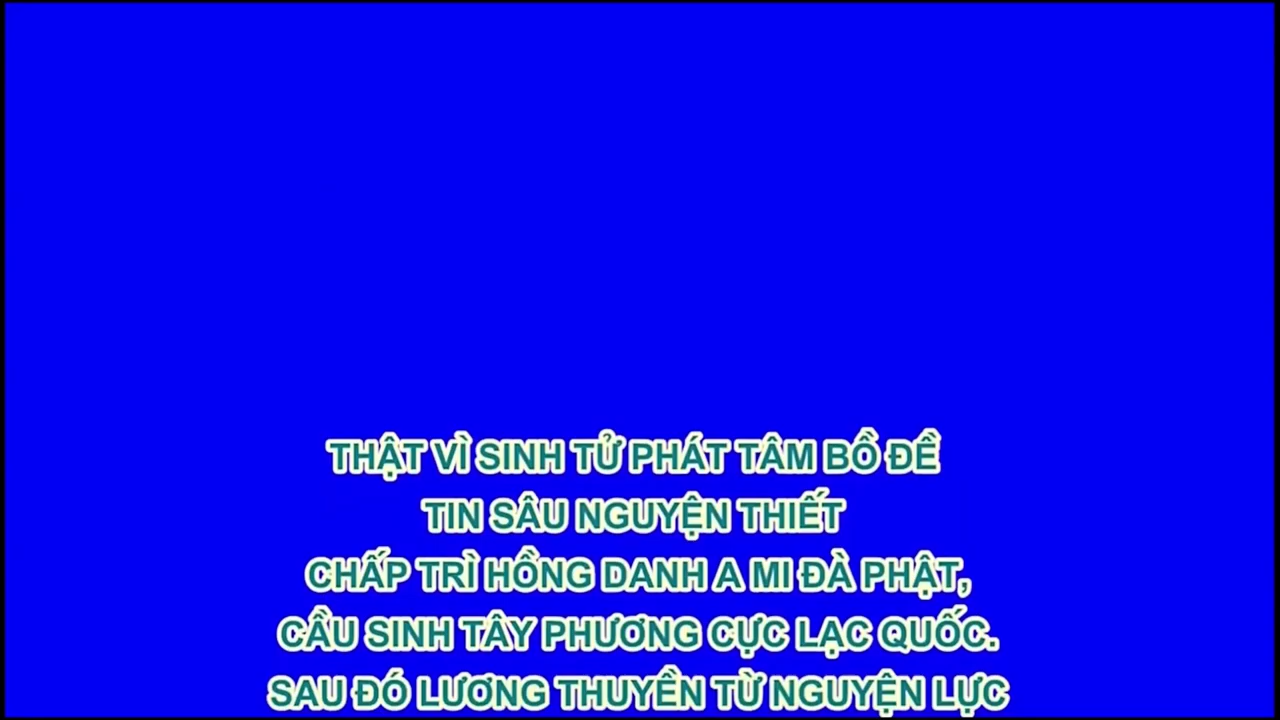 THẬT VÌ SINH TỬ PHÁT TÂM BỒ ĐỀ
TIN SÂU NGUYỆN THIẾT
CHẤP TRÌ HỒNG DANH A MI ĐÀ PHẬT,
CẦU SINH TÂY PHƯƠNG CỰC LẠC QUỐC.
SAU ĐÓ LƯƠNG THUYỀN TỪ NGUYỆN LỰC